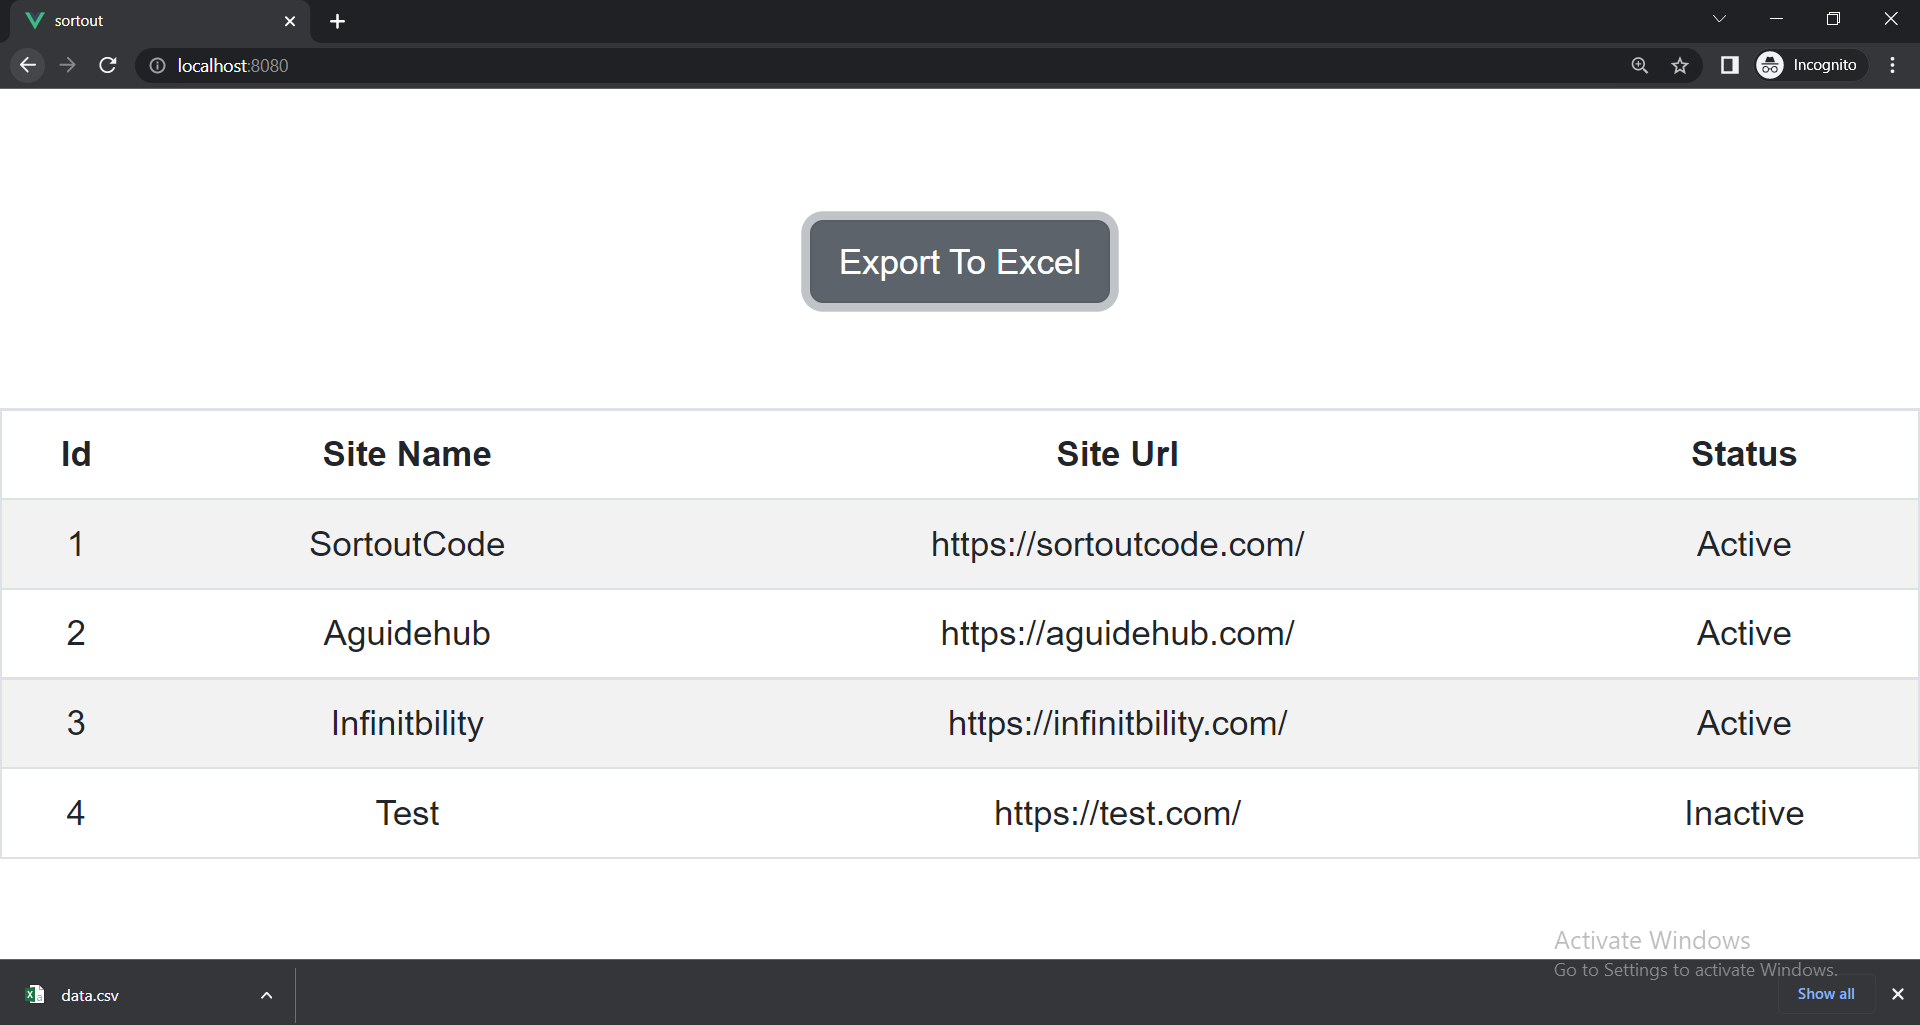 sortout
localhost:8080
Incognito
Export To Excel
Id Site Name Site Url Status
1 SortoutCode https://sortoutcode.com/ Active
2 Aguidehub https://aguidehub.com/ Active
3 Infinitbility https://infinitbility.com/ Active
4 Test https://test.com/ Inactive
Activate Windows
Go to Settings to activate Windows.
data.csv
Show all